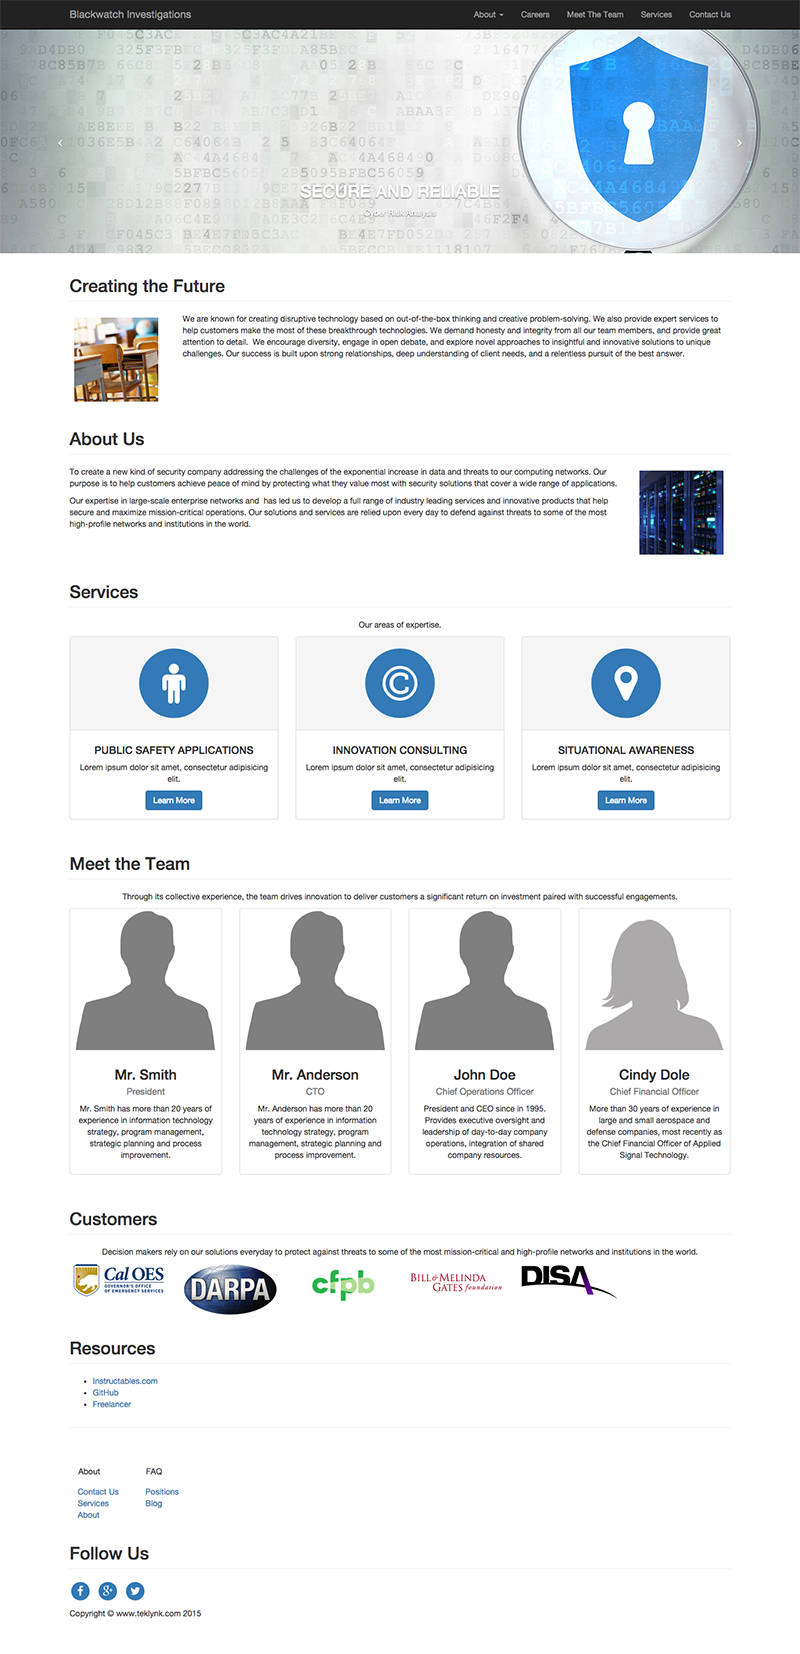 Blackwatch Investigations
About Careers Meet The Team Services Contact Us
SECURE AND RELIABLE
Cyber Risk Analysis
Creating the Future
We are known for creating disruptive technology based on out-of-the-box thinking and creative problem-solving. We also provide expert services to
help customers make the most of these breakthrough technologies. We demand honesty and integrity from all our team members, and provide great
attention to detail. We encourage diversity, engage in open debate, and explore novel approaches to insightful and innovative solutions to unique
challenges. Our success is built upon strong relationships, deep understanding of client needs, and a relentless pursuit of the best answer.
About Us
To create a new kind of security company addressing the challenges of the exponential increase in data and threats to our computing networks. Our
purpose is to help customers achieve peace of mind by protecting what they value most with security solutions that cover a wide range of applications.
Our expertise in large-scale enterprise networks and has led us to develop a full range of industry leading services and innovative products that help
secure and maximize mission-critical operations. Our solutions and services are relied upon every day to defend against threats to some of the most
high-profile networks and institutions in the world.
Services
Our areas of expertise.
PUBLIC SAFETY APPLICATIONS
Lorem ipsum dolor sit amet, consectetur adipisicing
elit.
Learn More
INNOVATION CONSULTING
Lorem ipsum dolor sit amet, consectetur adipisicing
elit.
Learn More
SITUATIONAL AWARENESS
Lorem ipsum dolor sit amet, consectetur adipisicing
elit.
Learn More
Meet the Team
Through its collective experience, the team drives innovation to deliver customers a significant return on investment paired with successful engagements.
Mr. Smith
President
Mr. Smith has more than 20 years of
experience in information technology
strategy, program management,
strategic planning and process
improvement.
Mr. Anderson
CTO
Mr. Anderson has more than 20
years of experience in information
technology strategy, program
management, strategic planning and
process improvement.
John Doe
Chief Operations Officer
President and CEO since in 1995.
Provides executive oversight and
leadership of day-to-day company
operations, integration of shared
company resources.
Cindy Dole
Chief Financial Officer
More than 30 years of experience in
large and small aerospace and
defense companies, most recently as
the Chief Financial Officer of Applied
Signal Technology.
Customers
Decision makers rely on our solutions everyday to protect against threats to some of the most mission-critical and high-profile networks and institutions in the world.
Cal OES
GOVERNOR'S OFFICE
OF EMERGENCY SERVICES
DARPA
cfpb
BILL & MELINDA
GATES foundation
DISA
Resources
Instructables.com
GitHub
Freelancer
About
Contact Us
Services
About
FAQ
Positions
Blog
Follow Us
Copyright © www.teklynk.com 2015